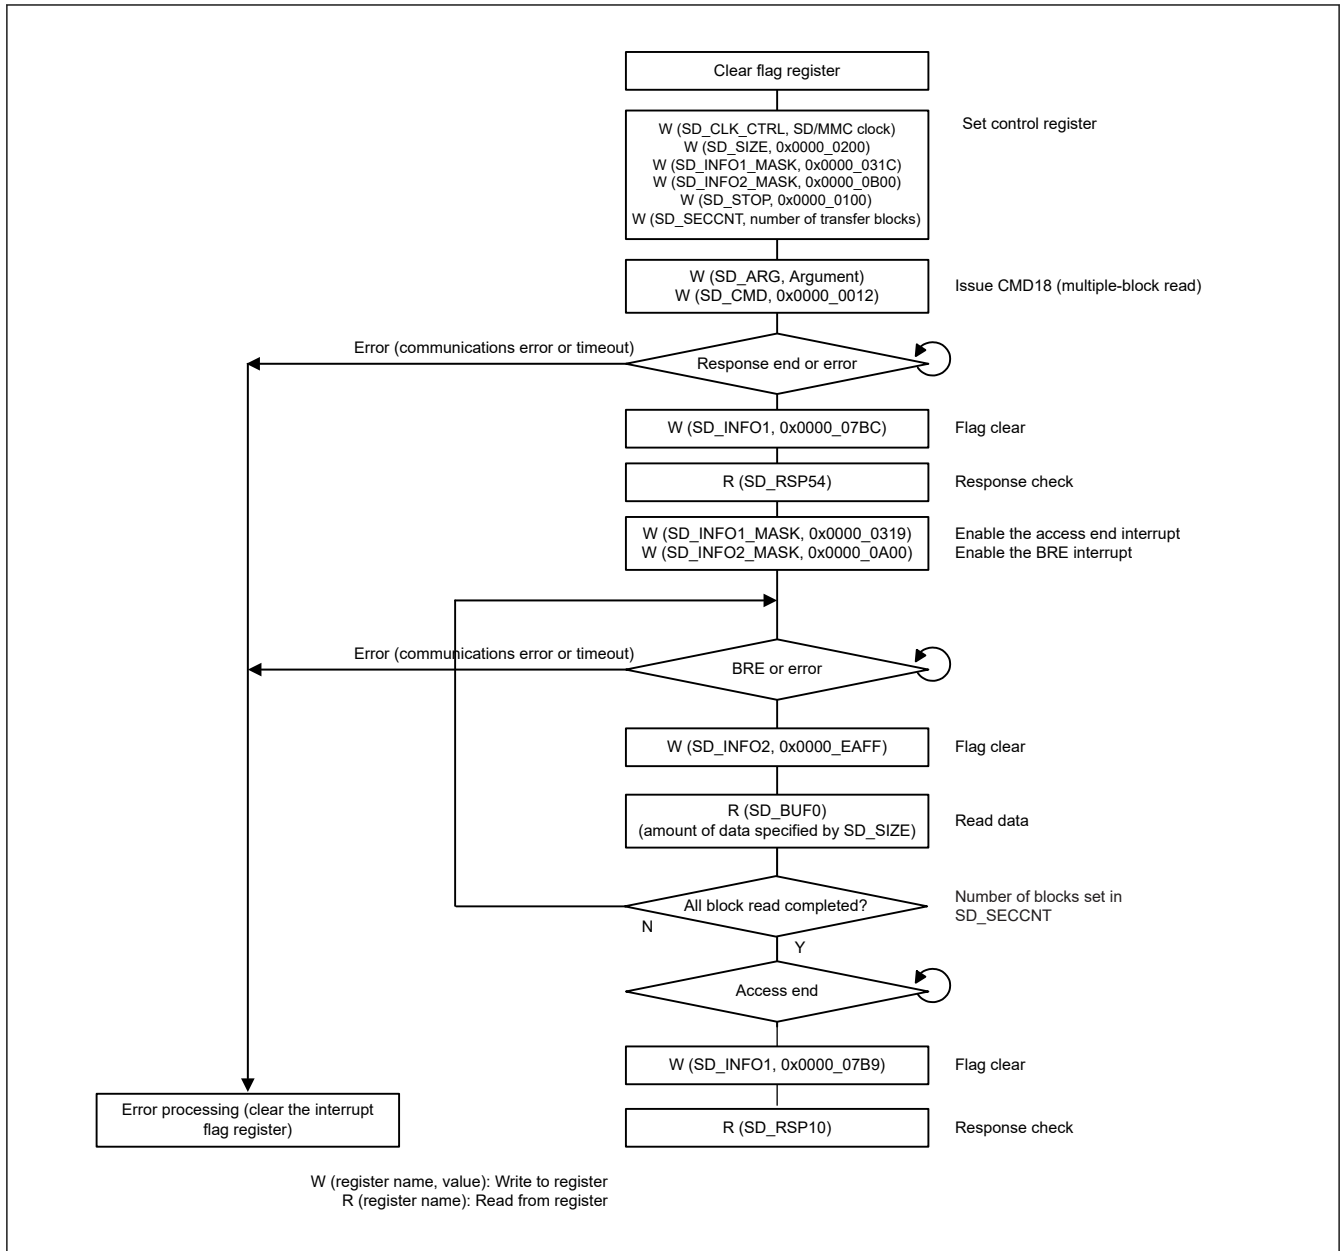 Clear flag register
W (SD_CLK_CTRL, SD/MMC clock)
W (SD_SIZE, 0x0000_0200)
W (SD_INFO1_MASK, 0x0000_031C)
W (SD_INFO2_MASK, 0x0000_0B00)
W (SD_STOP, 0x0000_0100)
W (SD_SECCNT, number of transfer blocks)
Set control register
W (SD_ARG, Argument)
W (SD_CMD, 0x0000_0012)
Issue CMD18 (multiple-block read)
Error (communications error or timeout)
Response end or error
W (SD_INFO1, 0x0000_07BC)
Flag clear
R (SD_RSP54)
Response check
W (SD_INFO1_MASK, 0x0000_0319)
W (SD_INFO2_MASK, 0x0000_0A00)
Enable the access end interrupt
Enable the BRE interrupt
Error (communications error or timeout)
BRE or error
W (SD_INFO2, 0x0000_EAFF)
Flag clear
R (SD_BUF0)
(amount of data specified by SD_SIZE)
Read data
All block read completed?
Number of blocks set in
SD_SECCNT
N
Y
Access end
W (SD_INFO1, 0x0000_07B9)
Flag clear
Error processing (clear the interrupt
flag register)
R (SD_RSP10)
Response check
W (register name, value): Write to register
R (register name): Read from register